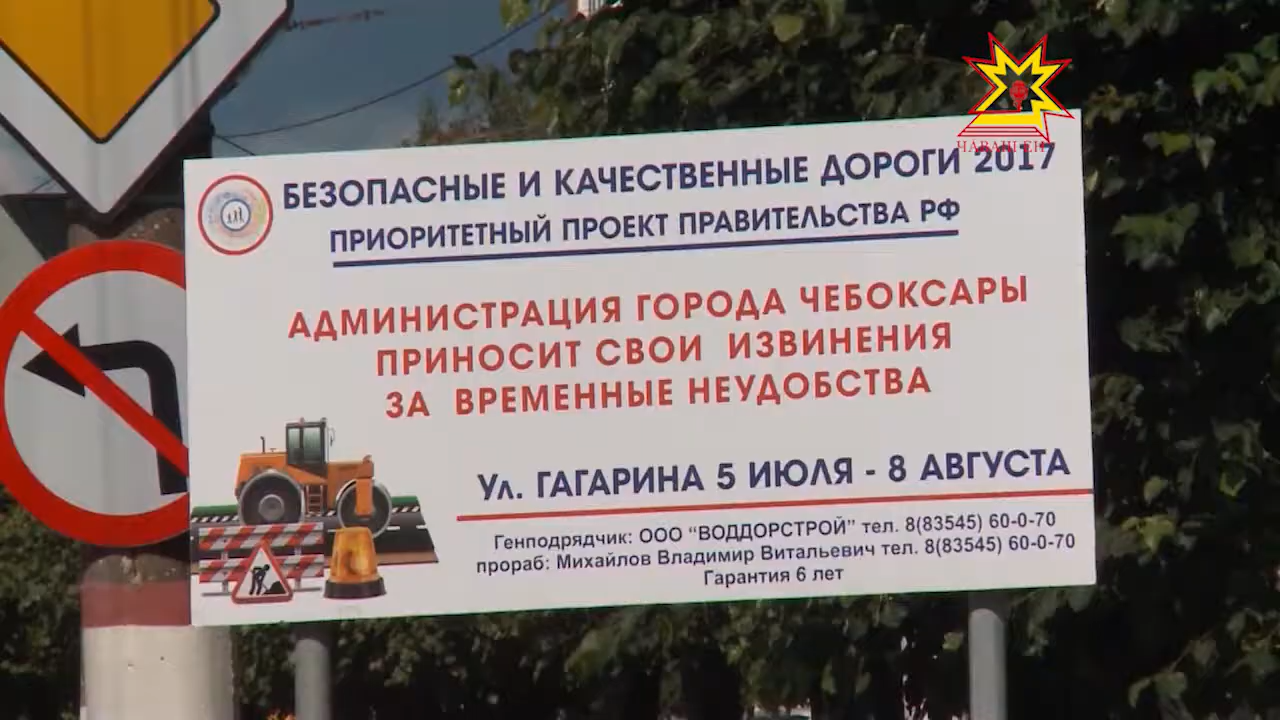 ЧӐВАШ ЕН
БЕЗОПАСНЫЕ И КАЧЕСТВЕННЫЕ ДОРОГИ 2017
ПРИОРИТЕТНЫЙ ПРОЕКТ ПРАВИТЕЛЬСТВА РФ
АДМИНИСТРАЦИЯ ГОРОДА ЧЕБОКСАРЫ
ПРИНОСИТ СВОИ ИЗВИНЕНИЯ
ЗА ВРЕМЕННЫЕ НЕУДОБСТВА
Ул. ГАГАРИНА 5 ИЮЛЯ - 8 АВГУСТА
Генподрядчик: ООО "ВОДДОРСТРОЙ" тел. 8(83545) 60-0-70
прораб: Михайлов Владимир Витальевич тел. 8(83545) 60-0-70
Гарантия 6 лет